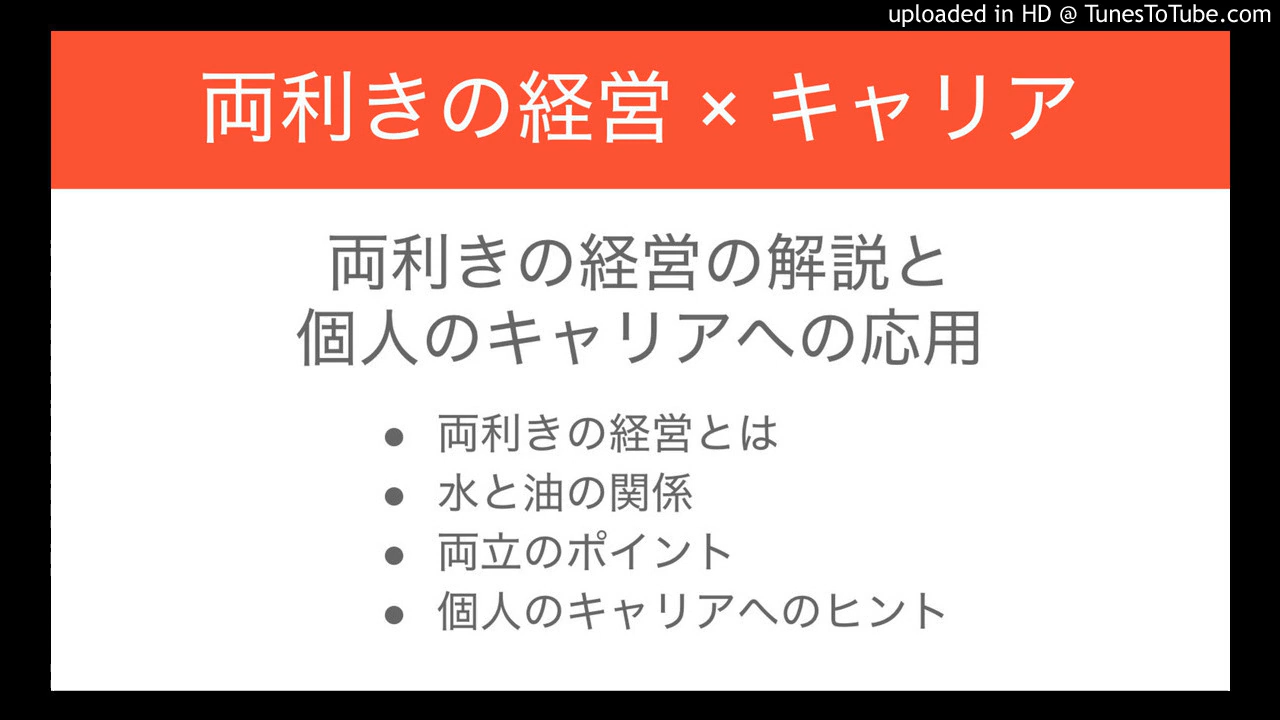 uploaded in HD @ TunesToTube.com
両利きの経営 × キャリア
両利きの経営の解説と
個人のキャリアへの応用
● 両利きの経営とは
● 水と油の関係
● 両立のポイント
● 個人のキャリアへのヒント